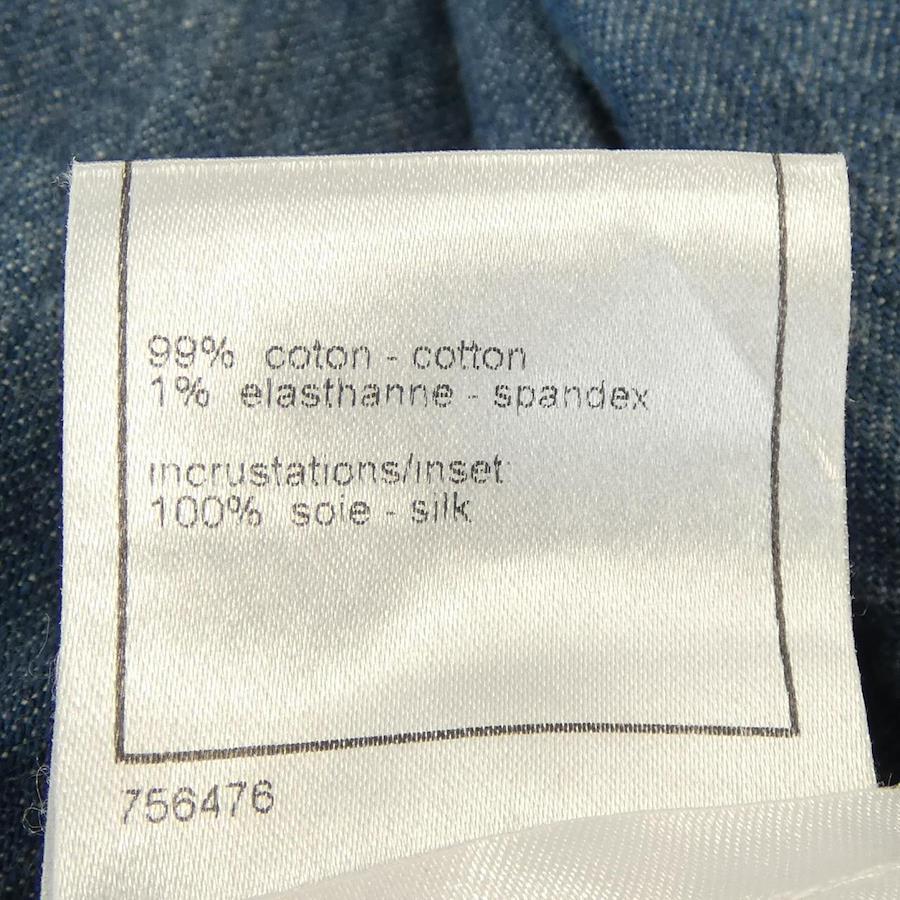 99% coton - cotton
1% elasthanne - spandex
incrustations/inset
100% soie - silk
756476